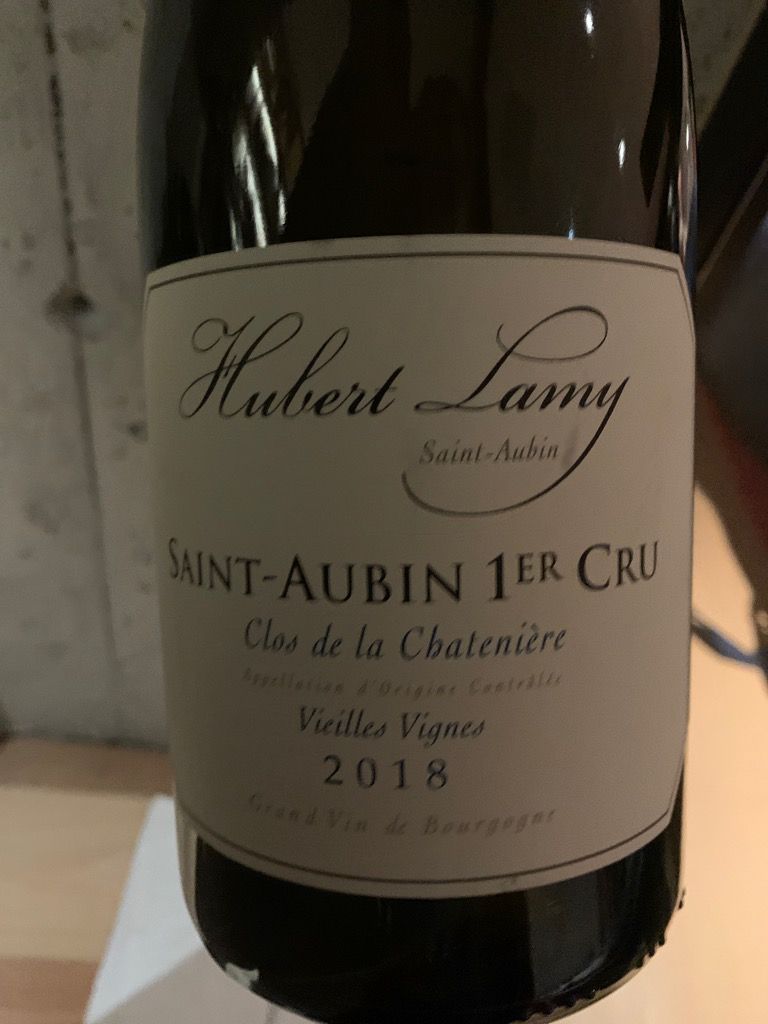 Hubert Lamy
Saint-Aubin
SAINT-AUBIN 1ER CRU
Clos de la Chatenière
Appellation d'Origine Contrôlée
Vieilles Vignes
2018
Grand Vin de Bourgogne